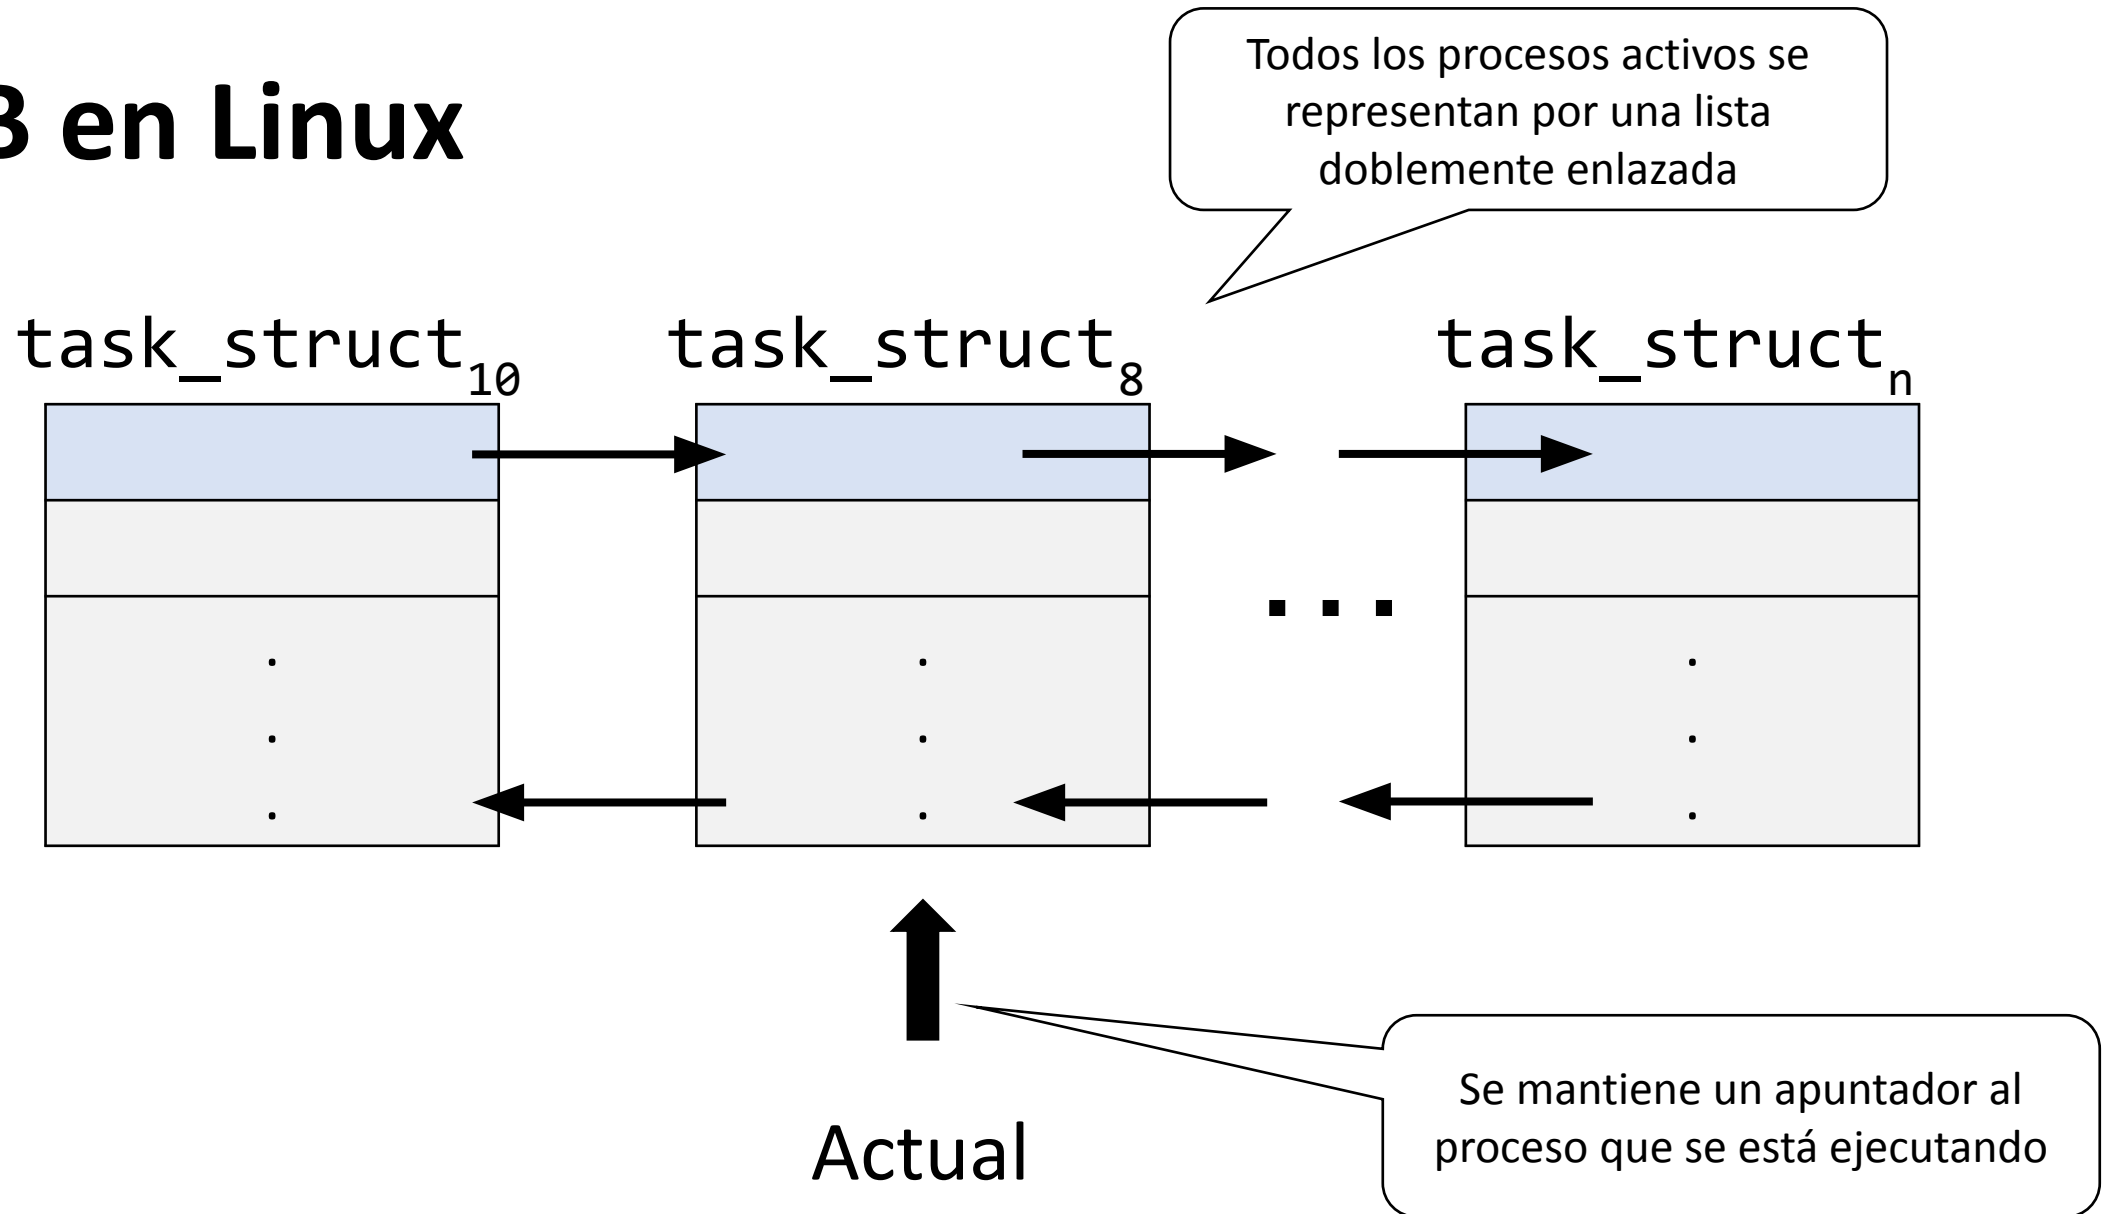 B en Linux
Todos los procesos activos se
representan por una lista
doblemente enlazada
task_struct10 task_struct8 task_structn
...
Actual
Se mantiene un apuntador al
proceso que se está ejecutando